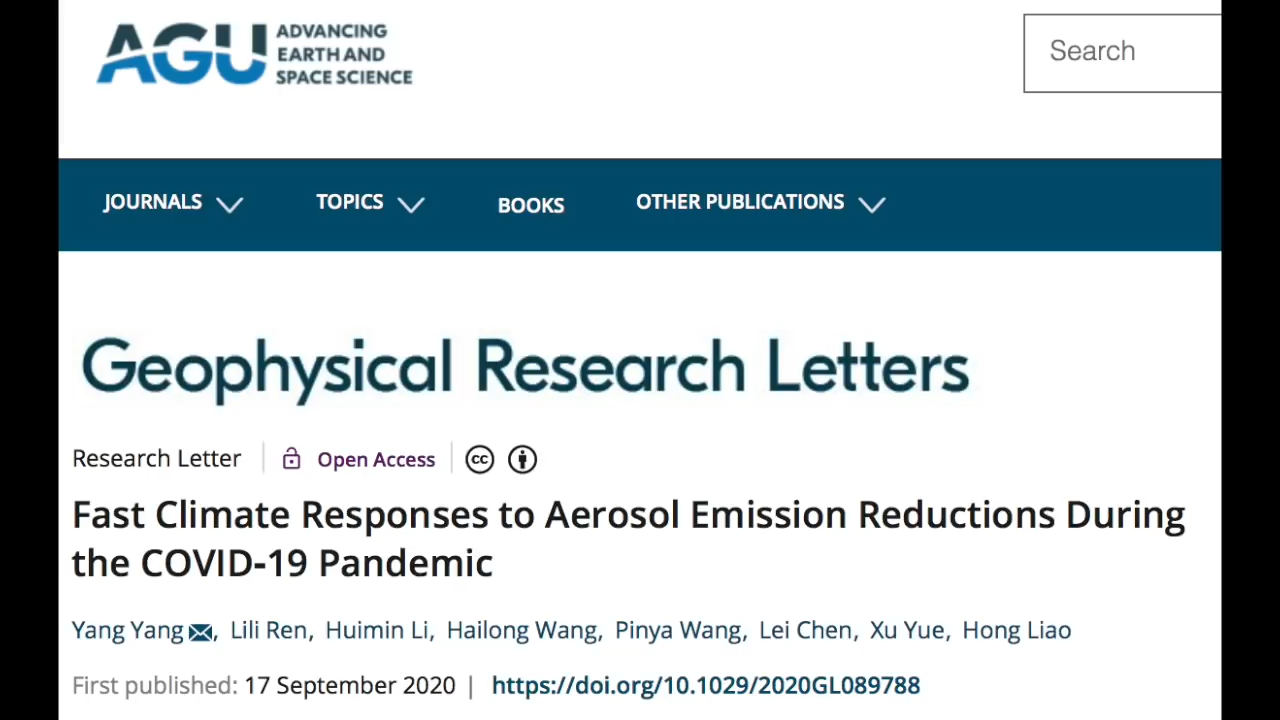 AGU ADVANCING
EARTH AND
SPACE SCIENCE
Search
JOURNALS TOPICS BOOKS OTHER PUBLICATIONS
Geophysical Research Letters
Research Letter | Open Access | cc
Fast Climate Responses to Aerosol Emission Reductions During
the COVID-19 Pandemic
Yang Yang, Lili Ren, Huimin Li, Hailong Wang, Pinya Wang, Lei Chen, Xu Yue, Hong Liao
First published: 17 September 2020 | https://doi.org/10.1029/2020GL089788